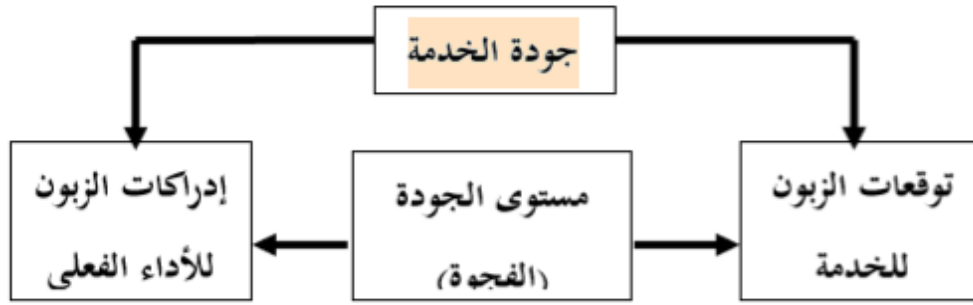 جودة الخدمة
توقعات الزبون
للخدمة
مستوى الجودة
(الفجوة)
إدراكات الزبون
للأداء الفعلي